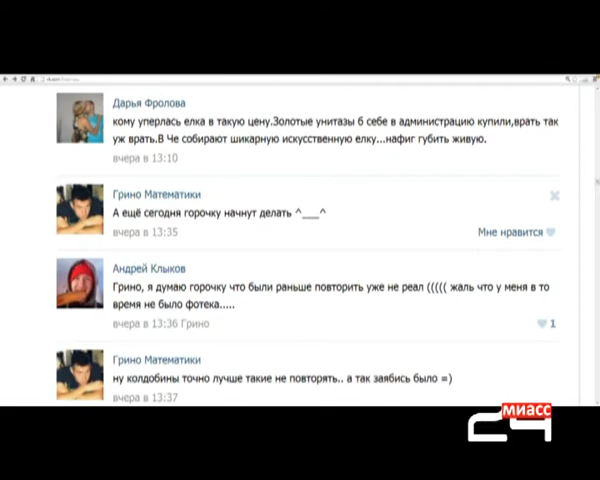 Дарья Фролова
кому уперлась елка в такую цену.Золотые унитазы б себе в администрацию купили,врать так
уж врать.В Че собирают шикарную искусственную елку...нафиг губить живую.
вчера в 13:10
Грино Математики
А ещё сегодня горочку начнут делать ^___^
вчера в 13:35
Мне нравится
Андрей Клыков
Грино, я думаю горочку что были раньше повторить уже не реал ((((( жаль что у меня в то
время не было фотека.....
вчера в 13:36 Грино
1
Грино Математики
ну колдобины точно лучше такие не повторять.. а так заябись было =)
вчера в 13:37
МИАСС
24